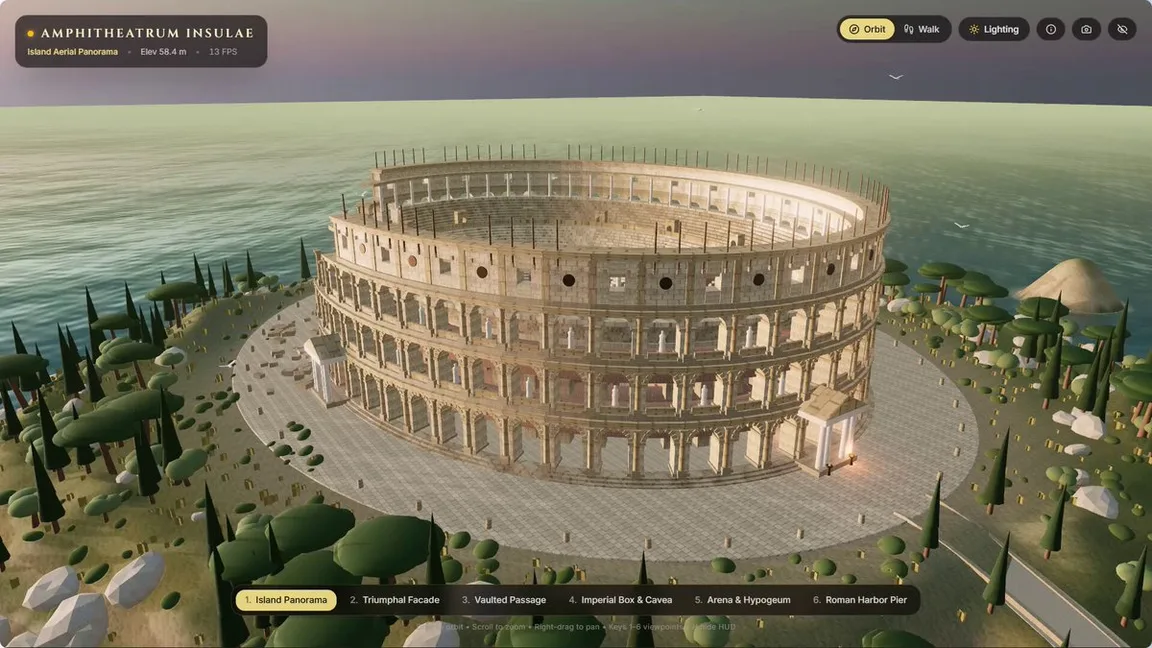 AMPHITHEATRUM INSULAE
Island Aerial Panorama • Elev 58.4 m • 13 FPS
Orbit Walk Lighting
1. Island Panorama 2. Triumphal Facade 3. Vaulted Passage 4. Imperial Box & Cavea 5. Arena & Hypogeum 6. Roman Harbor Pier
• Scroll to zoom • Right-drag to pan • Keys 1-6 viewpoints HUD